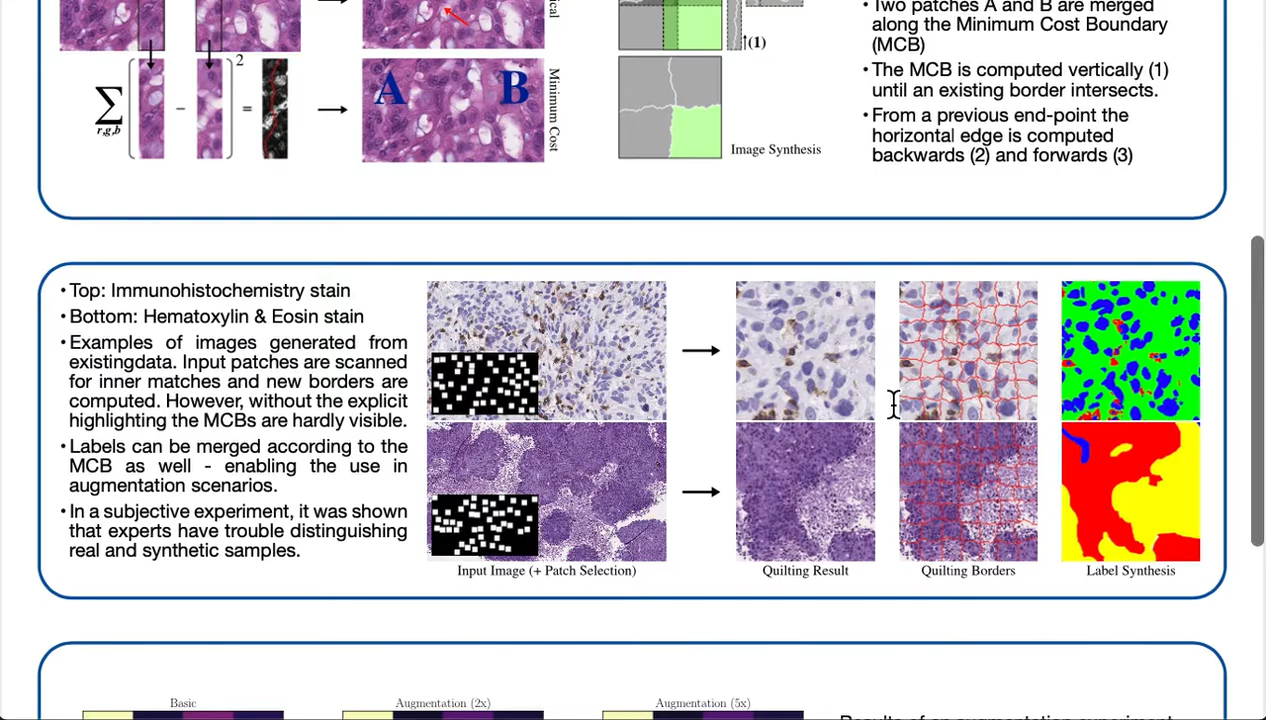 • Two patches A and B are merged
along the Minimum Cost Boundary
(MCB)
• The MCB is computed vertically (1)
until an existing border intersects.
• From a previous end-point the
horizontal edge is computed
backwards (2) and forwards (3)
(1)
2
∑
r,g,b
−
=
A B
Minimum Cost
Image Synthesis
• Top: Immunohistochemistry stain
• Bottom: Hematoxylin & Eosin stain
• Examples of images generated from
existingdata. Input patches are scanned
for inner matches and new borders are
computed. However, without the explicit
highlighting the MCBs are hardly visible.
• Labels can be merged according to the
MCB as well - enabling the use in
augmentation scenarios.
• In a subjective experiment, it was shown
that experts have trouble distinguishing
real and synthetic samples.
Input Image (+ Patch Selection)
Quilting Result
Quilting Borders
Label Synthesis
Basic
Augmentation (2x)
Augmentation (5x)
Results of an augmentation experiment